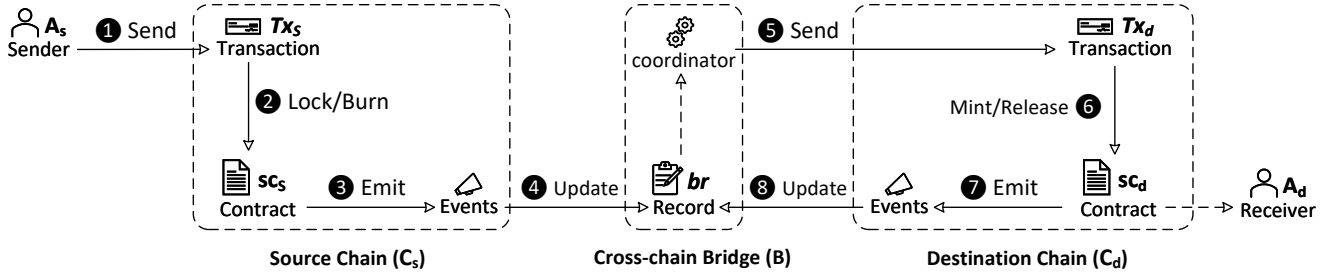 A_s
Sender
❶ Send
Tx_S
Transaction
❷ Lock/Burn
sc_S
Contract
❸ Emit
Events
Source Chain (C_s)
❹ Update
coordinator
br
Record
Cross-chain Bridge (B)
❺ Send
Tx_d
Transaction
Mint/Release ❻
sc_d
Contract
❼ Emit
Events
❽ Update
Destination Chain (C_d)
A_d
Receiver